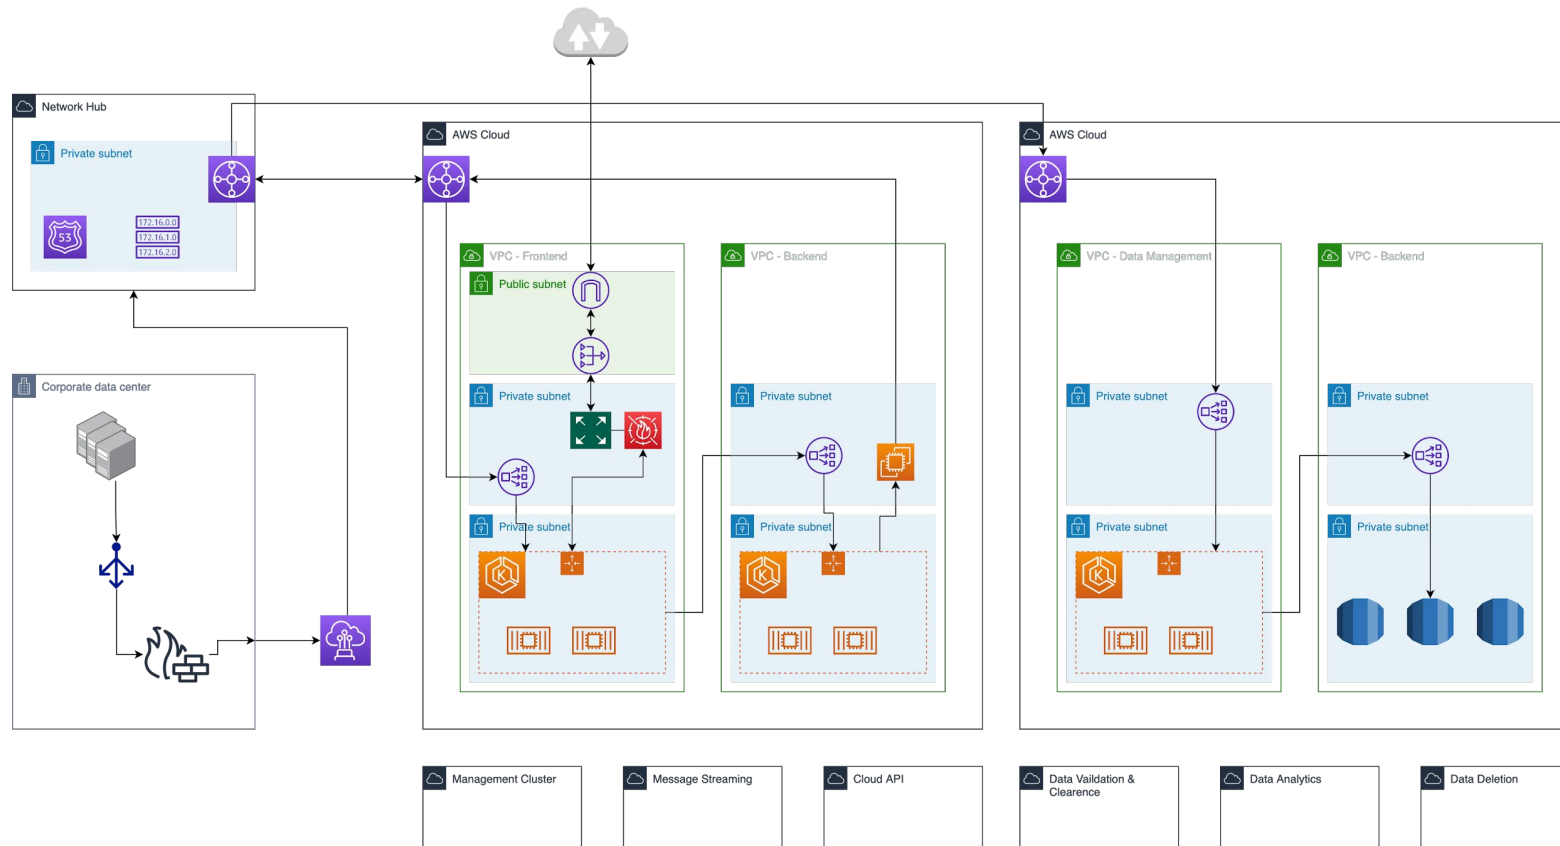 Network Hub
Private subnet
53
172.16.0.0
172.16.1.0
172.16.2.0
Corporate data center
AWS Cloud
VPC - Frontend
Public subnet
Private subnet
Private subnet
K
VPC - Backend
Private subnet
Private subnet
K
AWS Cloud
VPC - Data Management
Private subnet
Private subnet
K
VPC - Backend
Private subnet
Private subnet
Management Cluster
Message Streaming
Cloud API
Data Vaildation &
Clearence
Data Analytics
Data Deletion